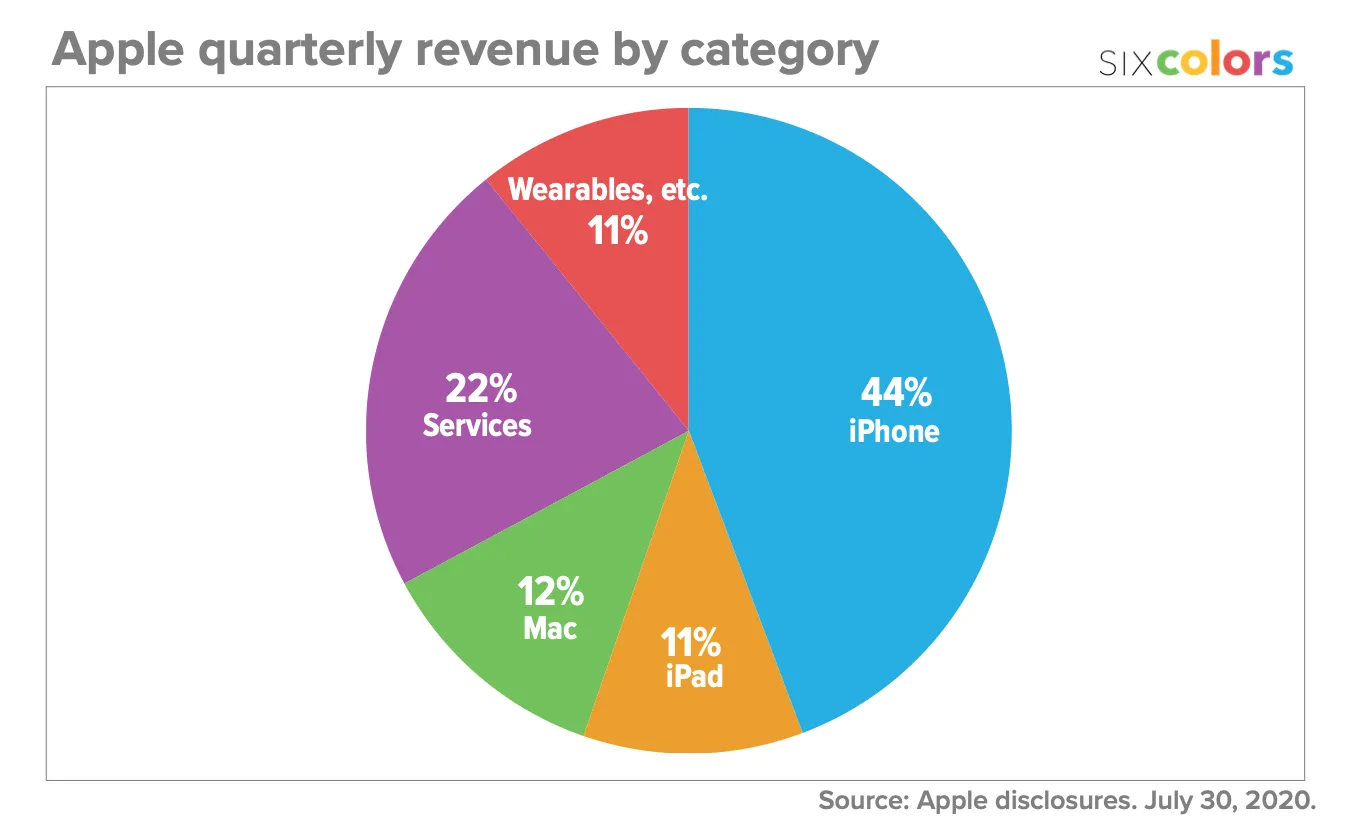 Apple quarterly revenue by category
SIXcolors
Wearables, etc.
11%
44%
iPhone
22%
Services
12%
Mac
11%
iPad
Source: Apple disclosures. July 30, 2020.